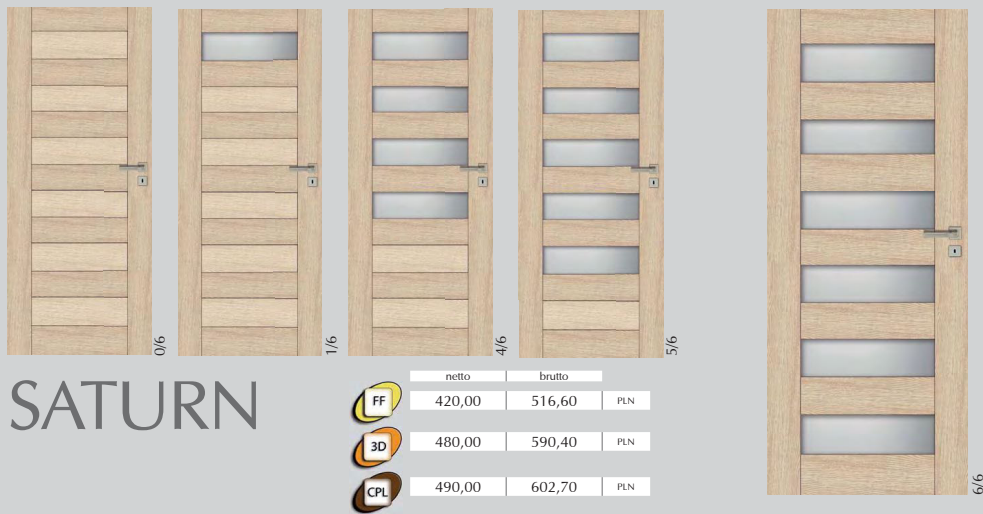 0/6
1/6
4/6
5/6
6/6
SATURN
netto brutto
FF 420,00 516,60 PLN
3D 480,00 590,40 PLN
CPL 490,00 602,70 PLN